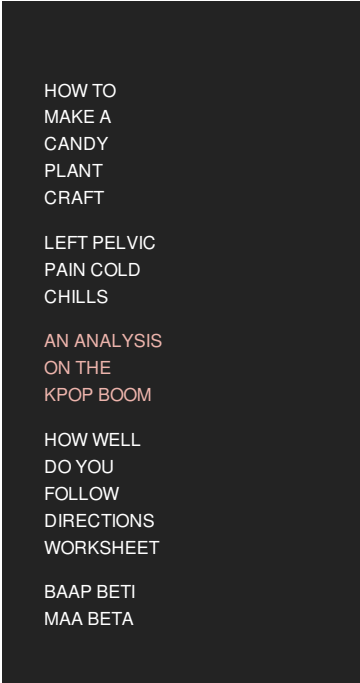 HOW TO
MAKE A
CANDY
PLANT
CRAFT
LEFT PELVIC
PAIN COLD
CHILLS
AN ANALYSIS
ON THE
KPOP BOOM
HOW WELL
DO YOU
FOLLOW
DIRECTIONS
WORKSHEET
BAAP BETI
MAA BETA